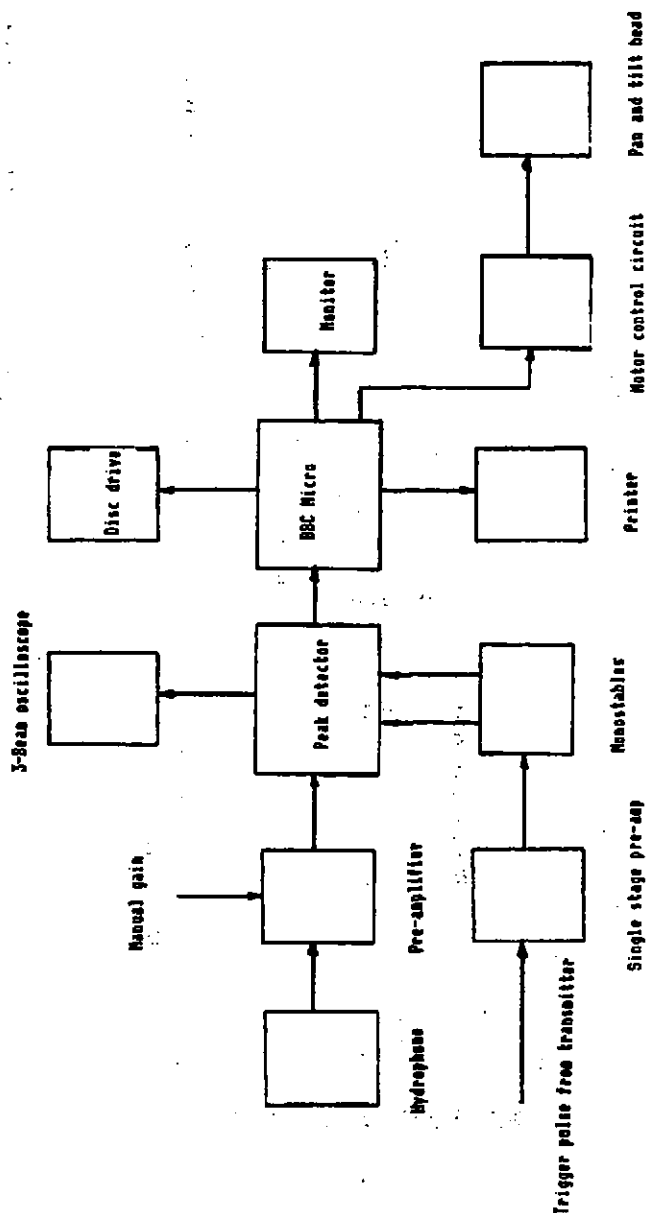 3-Beam oscilloscope
Disc drive
Manual gain
Peak detector
BBC Micro
Monitor
Hydrophone
Pre-amplifier
Trigger pulse from transmitter
Single stage pre-amp
Monostables
Printer
Motor control circuit
Pan and tilt head